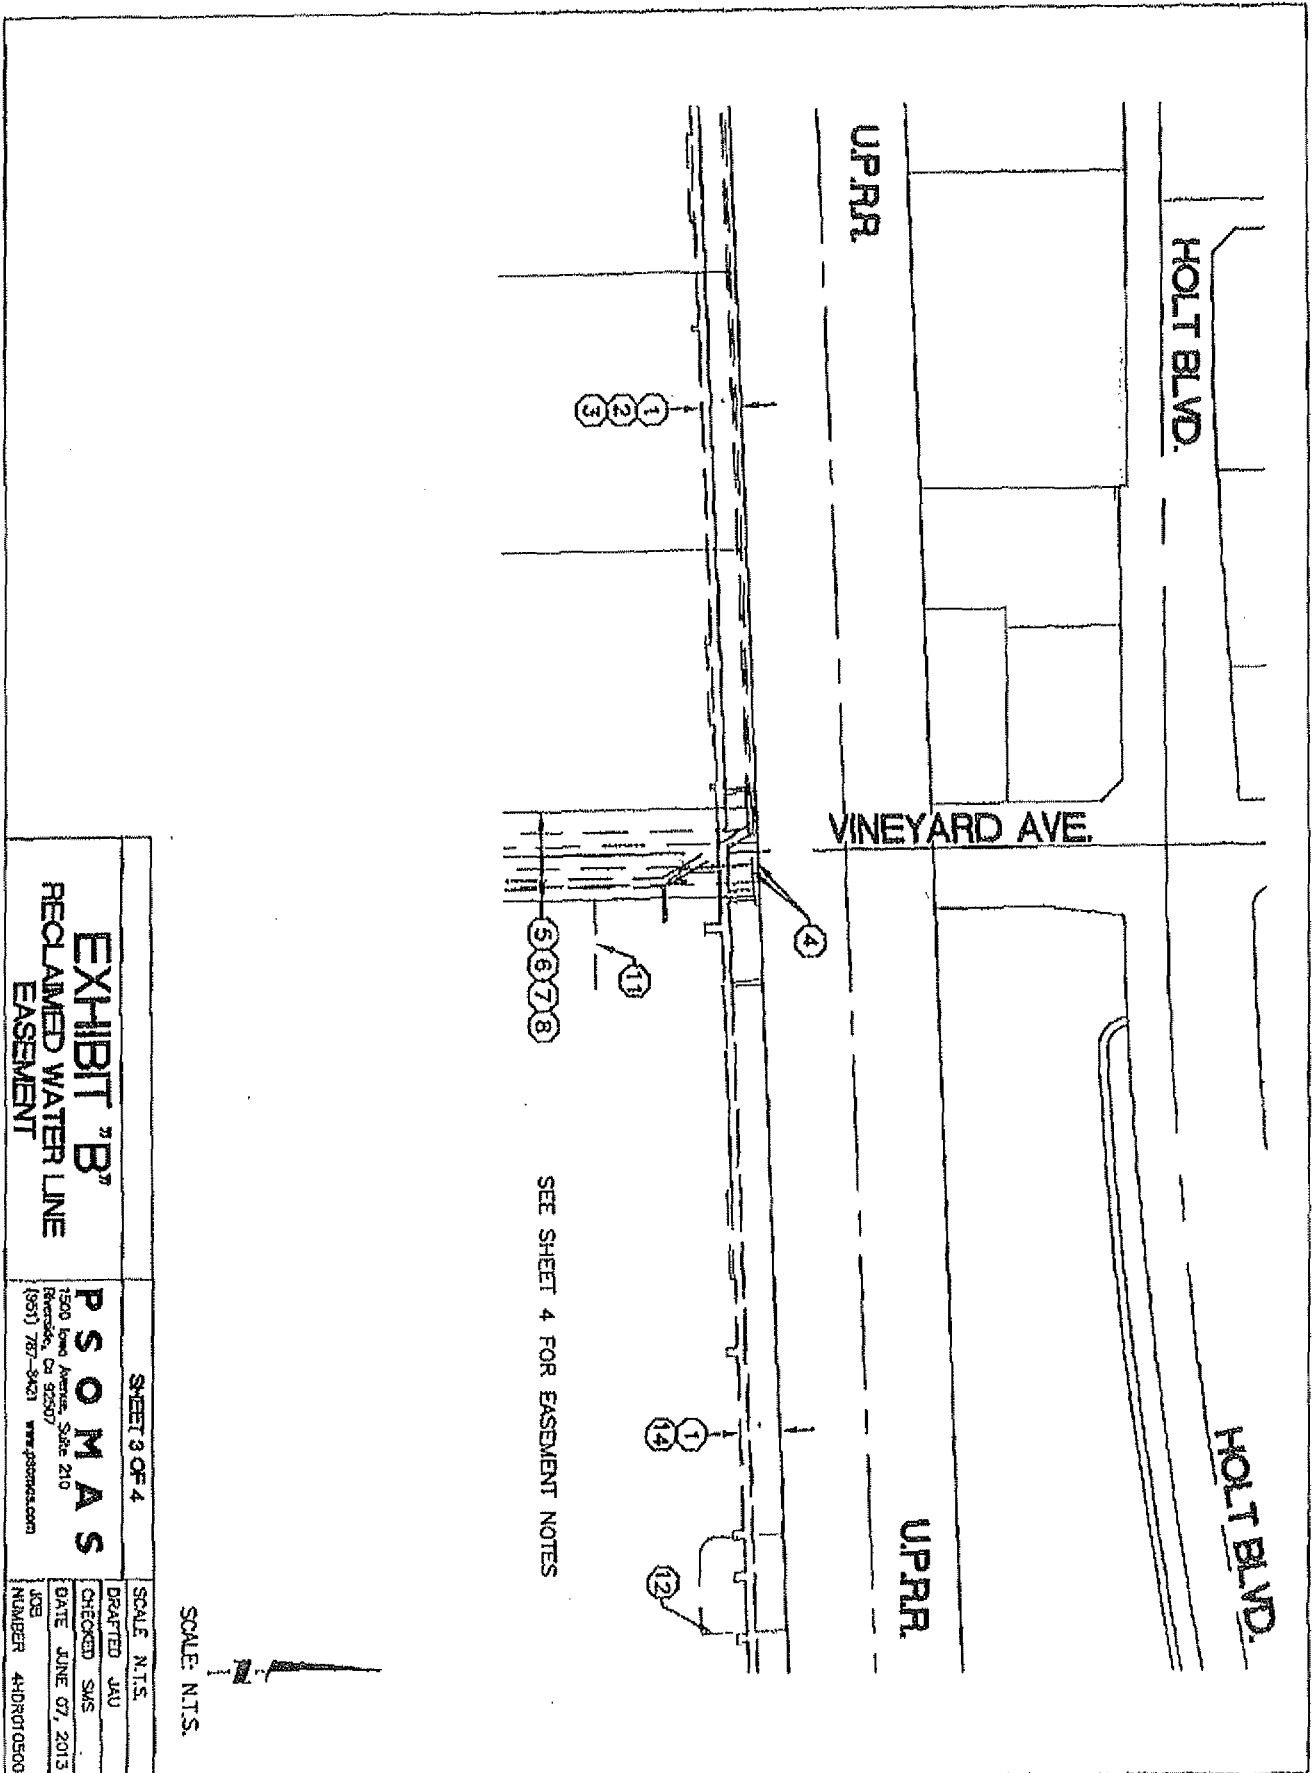 HOLT BLVD.
HOLT BLVD.
U.P.R.R.
U.P.R.R.
VINEYARD AVE.
4
1
2
3
1
14
11
12
5 6 7 8
SEE SHEET 4 FOR EASEMENT NOTES
SCALE: N.T.S.
EXHIBIT "B"
RECLAIMED WATER LINE
EASEMENT
SHEET 3 OF 4
PSOMAS
1500 Iowa Avenue, Suite 210
Riverside, Ca 92507
(951) 787-8421 www.psomas.com
SCALE N.T.S.
DRAFTED JAU
CHECKED SMS
DATE JUNE 07, 2013
JOB
NUMBER 4HDR010500